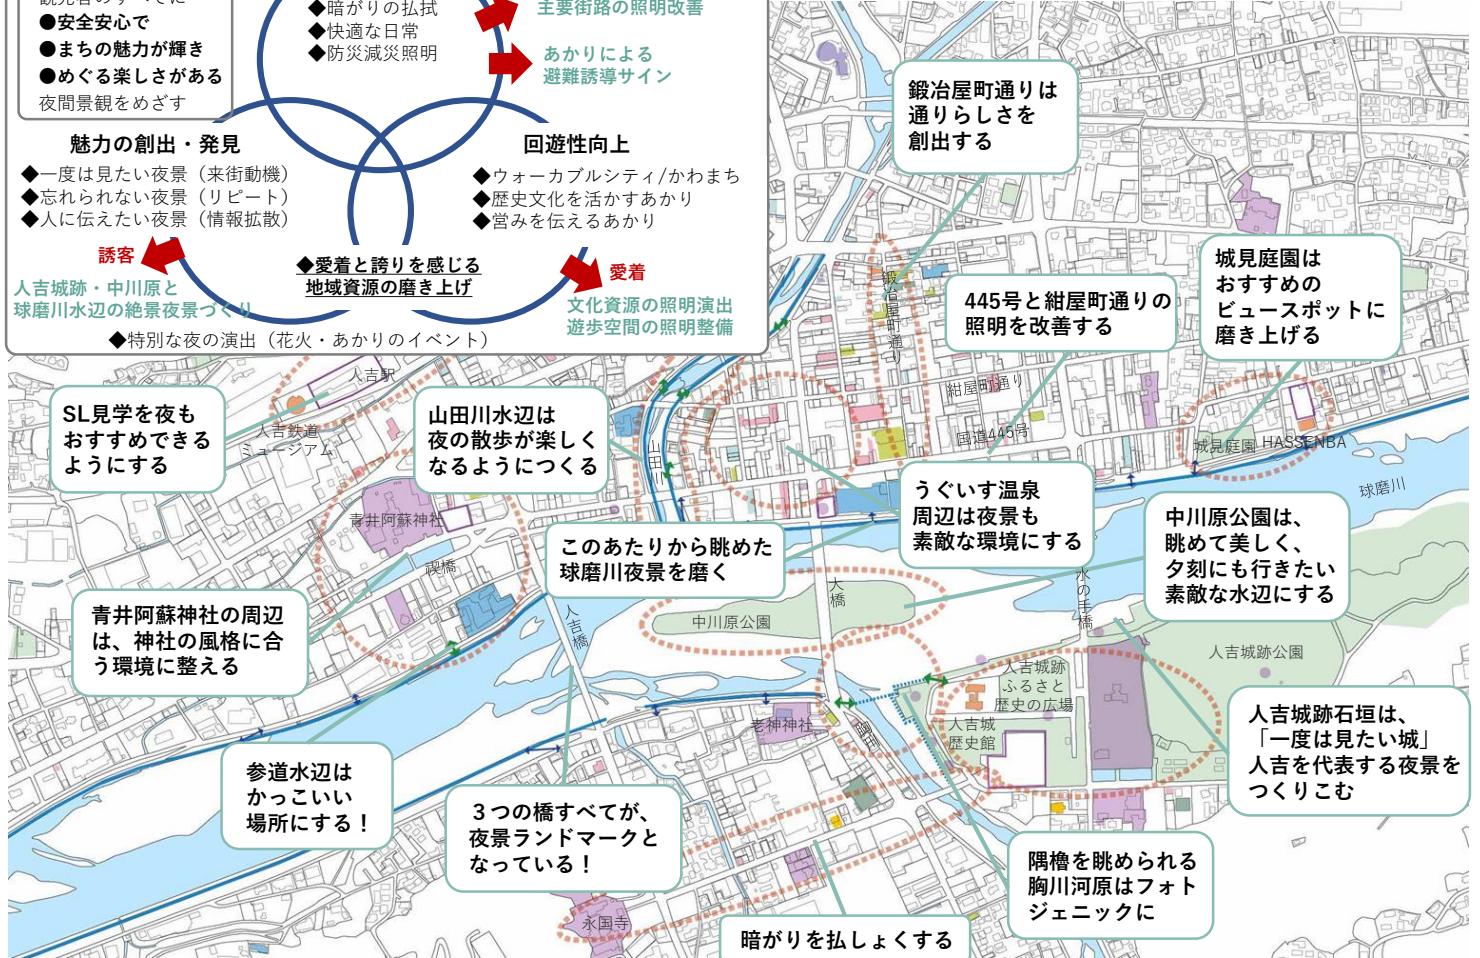 ●安全安心で
●まちの魅力が輝き
●めぐる楽しさがある
夜間景観をめざす
◆暗がりの払拭
◆快適な日常
◆防災減災照明
主要街路の照明改善
あかりによる
避難誘導サイン
魅力の創出・発見
◆一度は見たい夜景（来街動機）
◆忘れられない夜景（リピート）
◆人に伝えたい夜景（情報拡散）
回遊性向上
◆ウォーカブルシティ/かわまち
◆歴史文化を活かすあかり
◆営みを伝えるあかり
誘客
人吉城跡・中川原と
球磨川水辺の絶景夜景づくり
◆愛着と誇りを感じる
地域資源の磨き上げ
愛着
文化資源の照明演出
遊歩空間の照明整備
◆特別な夜の演出（花火・あかりのイベント）
鍛冶屋町通りは
通りらしさを
創出する
445号と紺屋町通りの
照明を改善する
城見庭園は
おすすめの
ビュースポットに
磨き上げる
鍛冶屋町通り
紺屋町通り
国道445号
城見庭園 HASSENBA
球磨川
人吉駅
人吉鉄道
ミュージアム
SL見学を夜も
おすすめできる
ようにする
山田川水辺は
夜の散歩が楽しく
なるようにつくる
山田川
青井阿蘇神社
禊橋
うぐいす温泉
周辺は夜景も
素敵な環境にする
このあたりから眺めた
球磨川夜景を磨く
中川原公園は、
眺めて美しく、
夕刻にも行きたい
素敵な水辺にする
青井阿蘇神社の周辺
は、神社の風格に合
う環境に整える
人吉橋
大橋
水の手橋
中川原公園
人吉城跡公園
人吉城跡
ふるさと
歴史の広場
人吉城
歴史館
老神神社
人吉城跡石垣は、
「一度は見たい城」
人吉を代表する夜景を
つくりこむ
参道水辺は
かっこいい
場所にする！
３つの橋すべてが、
夜景ランドマークと
なっている！
隅櫓を眺められる
胸川河原はフォト
ジェニックに
永国寺
暗がりを払しょくする